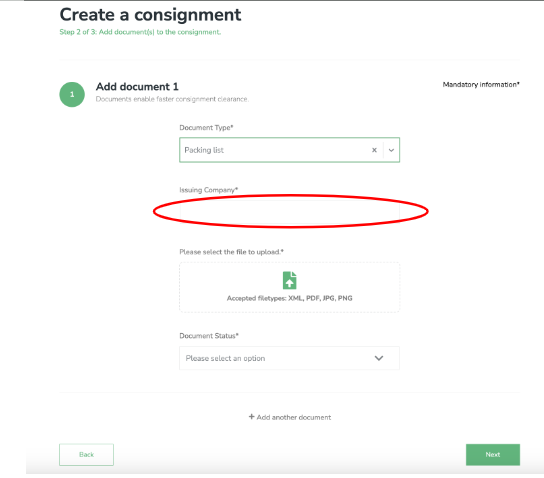 Create a consignment
Step 2 of 3: Add document(s) to the consignment.
1
Add document 1
Mandatory information*
Documents enable faster consignment clearance.
Document Type*
Packing list
Issuing Company*
Please select the file to upload.*
Accepted filetypes: XML, PDF, JPG, PNG
Document Status*
Please select an option
+ Add another document
Back
Next